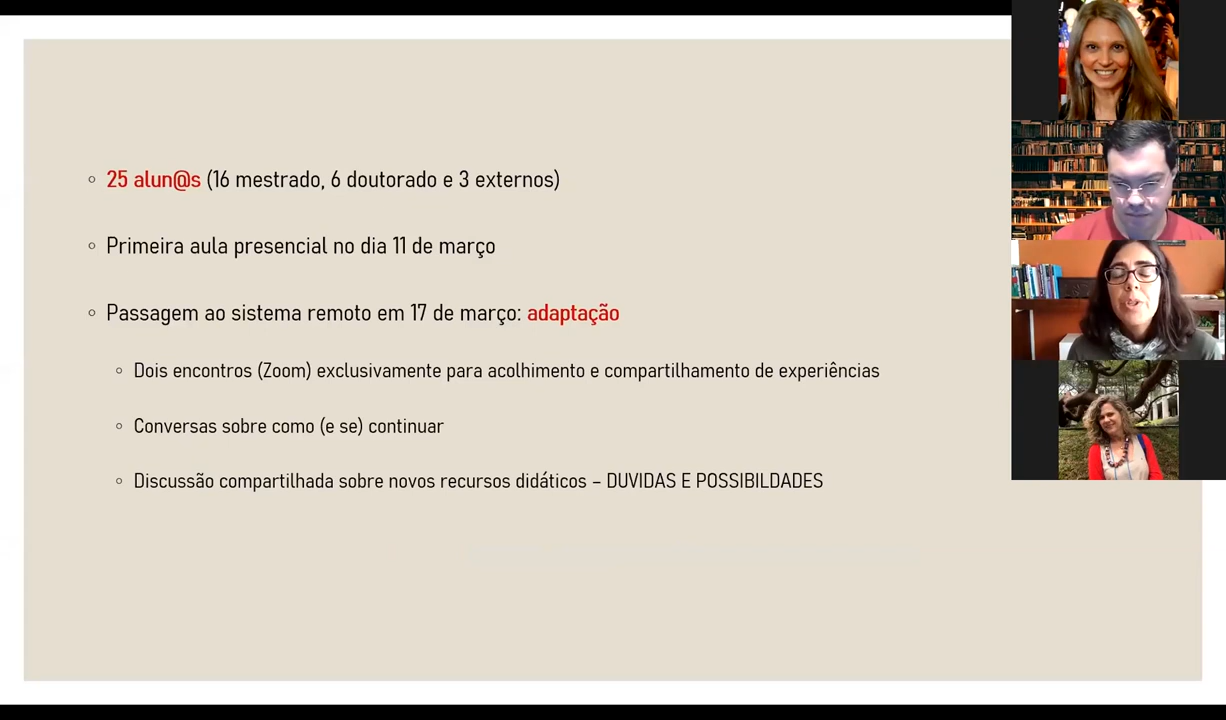 25 alun@s (16 mestrado, 6 doutorado e 3 externos)
Primeira aula presencial no dia 11 de março
Passagem ao sistema remoto em 17 de março: adaptação
Dois encontros (Zoom) exclusivamente para acolhimento e compartilhamento de experiências
Conversas sobre como (e se) continuar
Discussão compartilhada sobre novos recursos didáticos – DUVIDAS E POSSIBILDADES